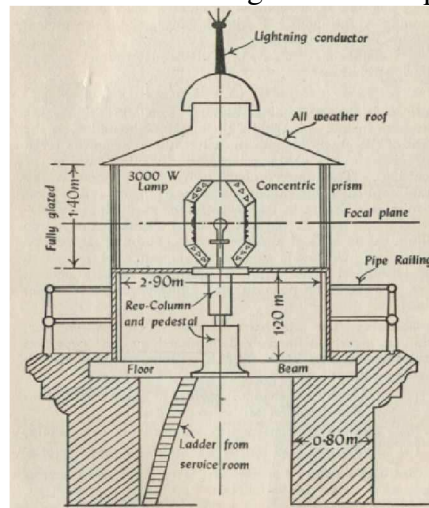 Lightning conductor
All weather roof
3000 W
Lamp
Concentric prism
Fully glazed
1·40m
Focal plane
Pipe Railing
2·90m
Rev-Column
and pedestal
1·20 m
Floor
Beam
Ladder from
service room
0·80m